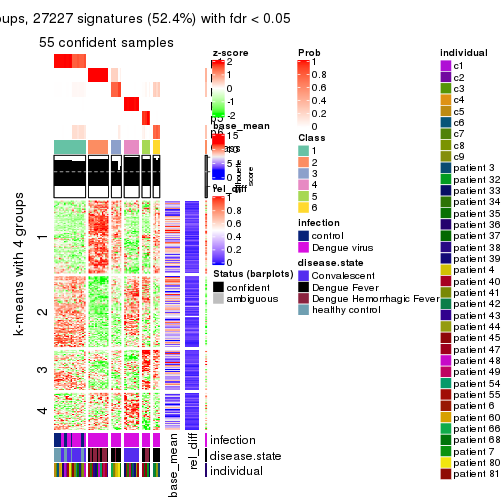 oups, 27227 signatures (52.4%) with fdr < 0.05
55 confident samples
k-means with 4 groups
1
2
3
4
z-score
2
1
0
-1
-2
base_mean
15
10
5
0
rel_diff
1
0.8
0.6
0.4
0.2
0
Status (barplots)
confident
ambiguous
Silhouette
score
Prob
1
0.8
0.6
0.4
0.2
0
Class
1
2
3
4
5
6
infection
control
Dengue virus
disease.state
Convalescent
Dengue Fever
Dengue Hemorrhagic Fever
healthy control
individual
c1
c2
c3
c4
c5
c6
c7
c8
c9
patient 3
patient 32
patient 33
patient 34
patient 35
patient 36
patient 37
patient 38
patient 39
patient 4
patient 40
patient 41
patient 42
patient 43
patient 44
patient 45
patient 47
patient 48
patient 49
patient 54
patient 55
patient 6
patient 60
patient 66
patient 68
patient 7
patient 80
patient 81
infection
disease.state
individual
base_mean
rel_diff